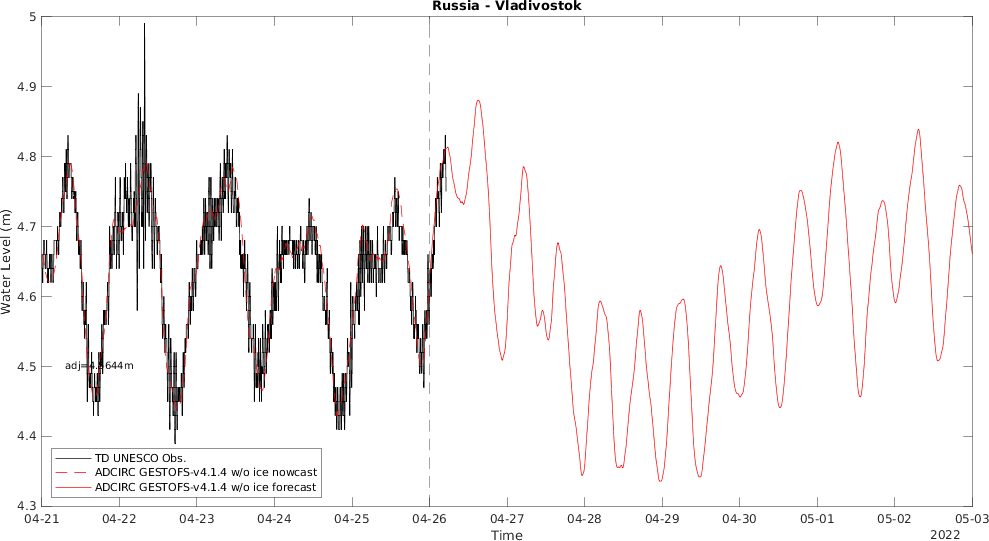 Russia - Vladivostok
Water Level (m)
5
4.9
4.8
4.7
4.6
4.5
4.4
4.3
TD UNESCO Obs.
ADCIRC GESTOFS-v4.1.4 w/o ice nowcast
ADCIRC GESTOFS-v4.1.4 w/o ice forecast
04-21 04-22 04-23 04-24 04-25 04-26 04-27 04-28 04-29 04-30 05-01 05-02 05-03
Time
2022